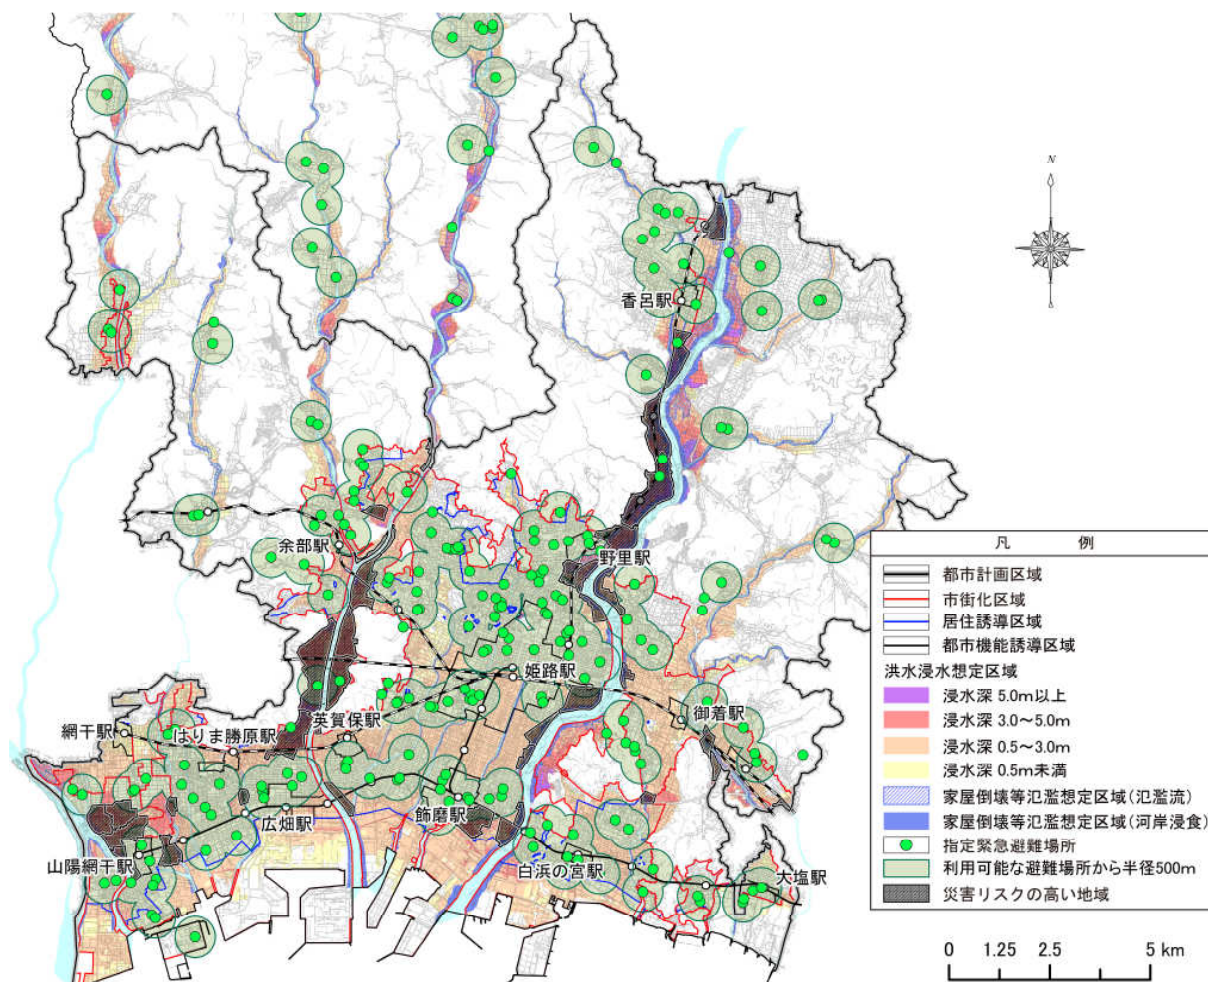 N
香呂駅
余部駅
野里駅
姫路駅
御着駅
英賀保駅
網干駅
はりま勝原駅
広畑駅
飾磨駅
山陽網干駅
白浜の宮駅
大塩駅
凡 例
都市計画区域
市街化区域
居住誘導区域
都市機能誘導区域
洪水浸水想定区域
浸水深 5.0m以上
浸水深 3.0～5.0m
浸水深 0.5～3.0m
浸水深 0.5m未満
家屋倒壊等氾濫想定区域(氾濫流)
家屋倒壊等氾濫想定区域(河岸浸食)
指定緊急避難場所
利用可能な避難場所から半径500m
災害リスクの高い地域
0 1.25 2.5 5 km